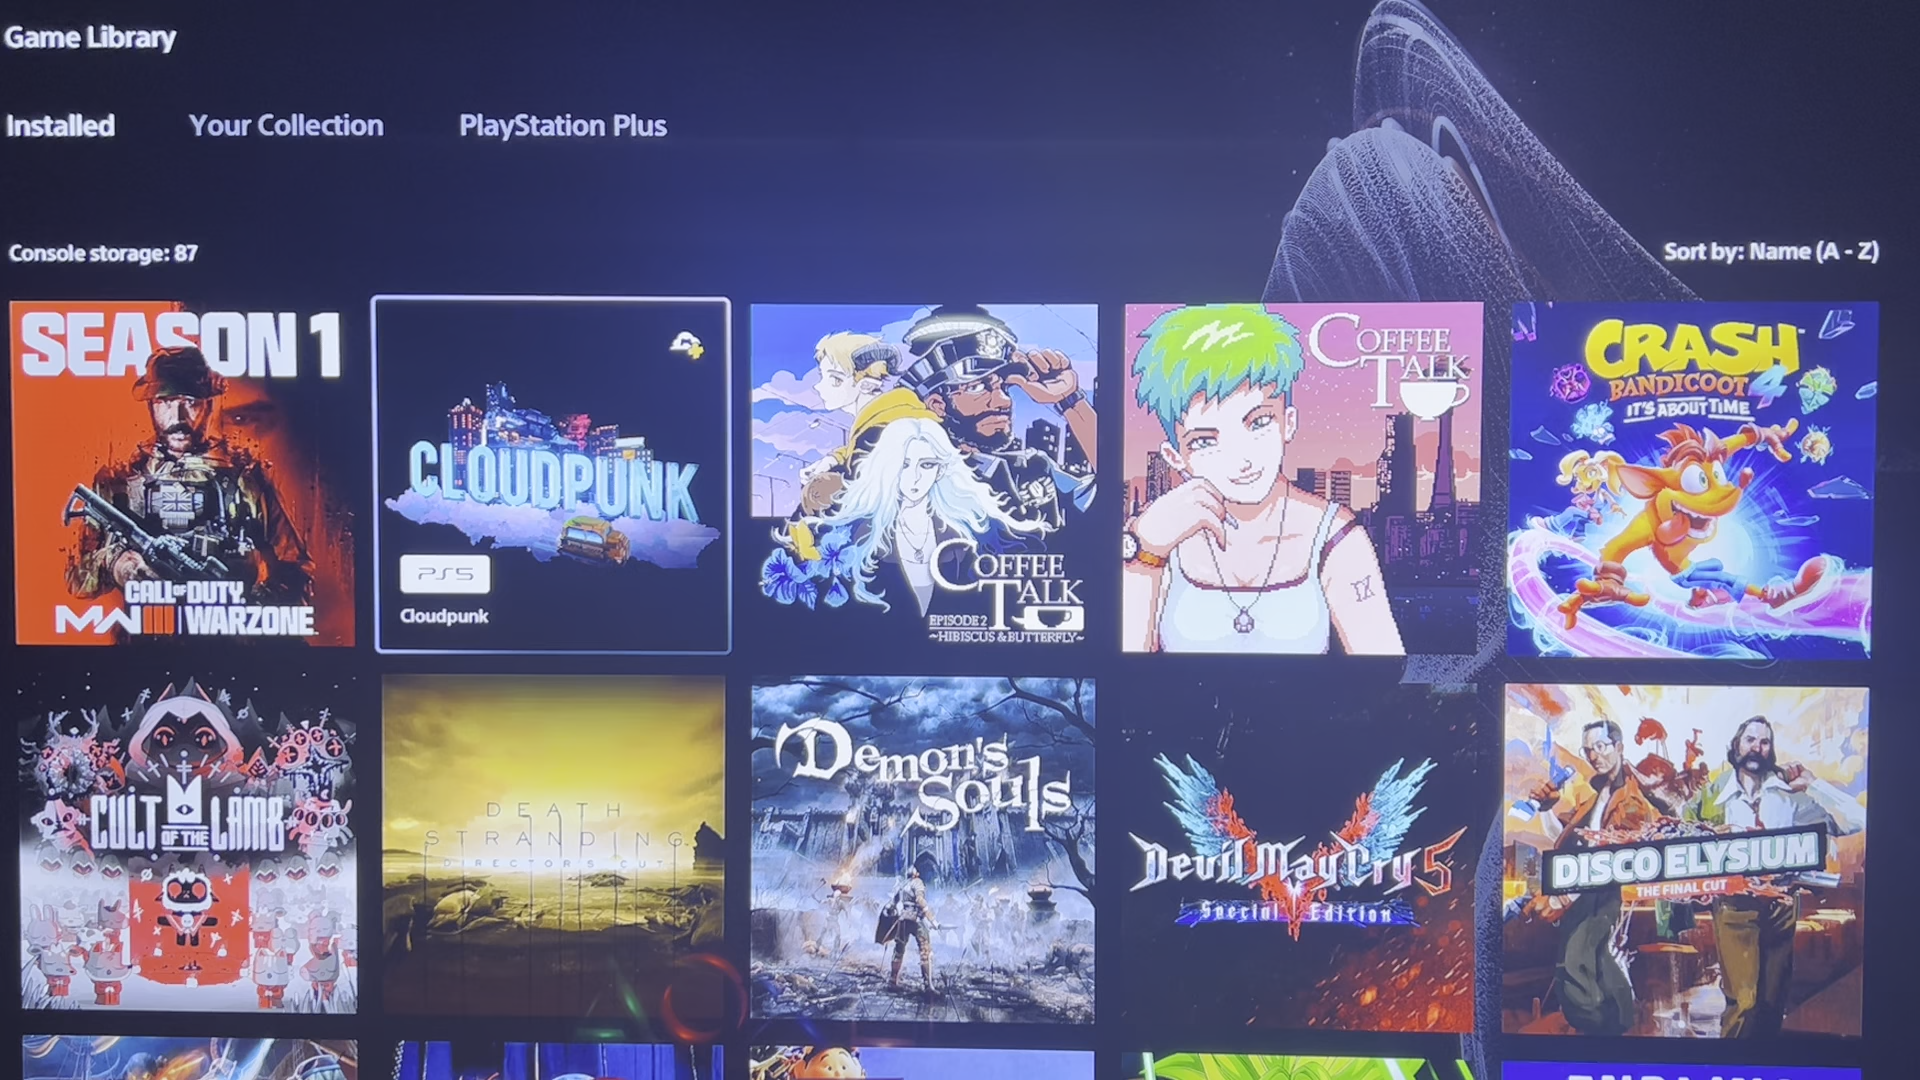 Game Library
Installed
Your Collection
PlayStation Plus
Console storage: 87
Sort by: Name (A - Z)
SEASON 1
CALL OF DUTY.
MWIII | WARZONE
CLOUDPUNK
PS5
Cloudpunk
COFFEE
TALK
EPISODE 2
~HIBISCUS & BUTTERFLY~
COFFEE
TALK
IX
CRASH
BANDICOOT 4
IT'S ABOUT TIME
CULT
OF THE
LAMB
DEATH
STRANDING
DIRECTOR'S CUT
Demon's
Souls
Devil May Cry 5
Special Edition
DISCO ELYSIUM
THE FINAL CUT